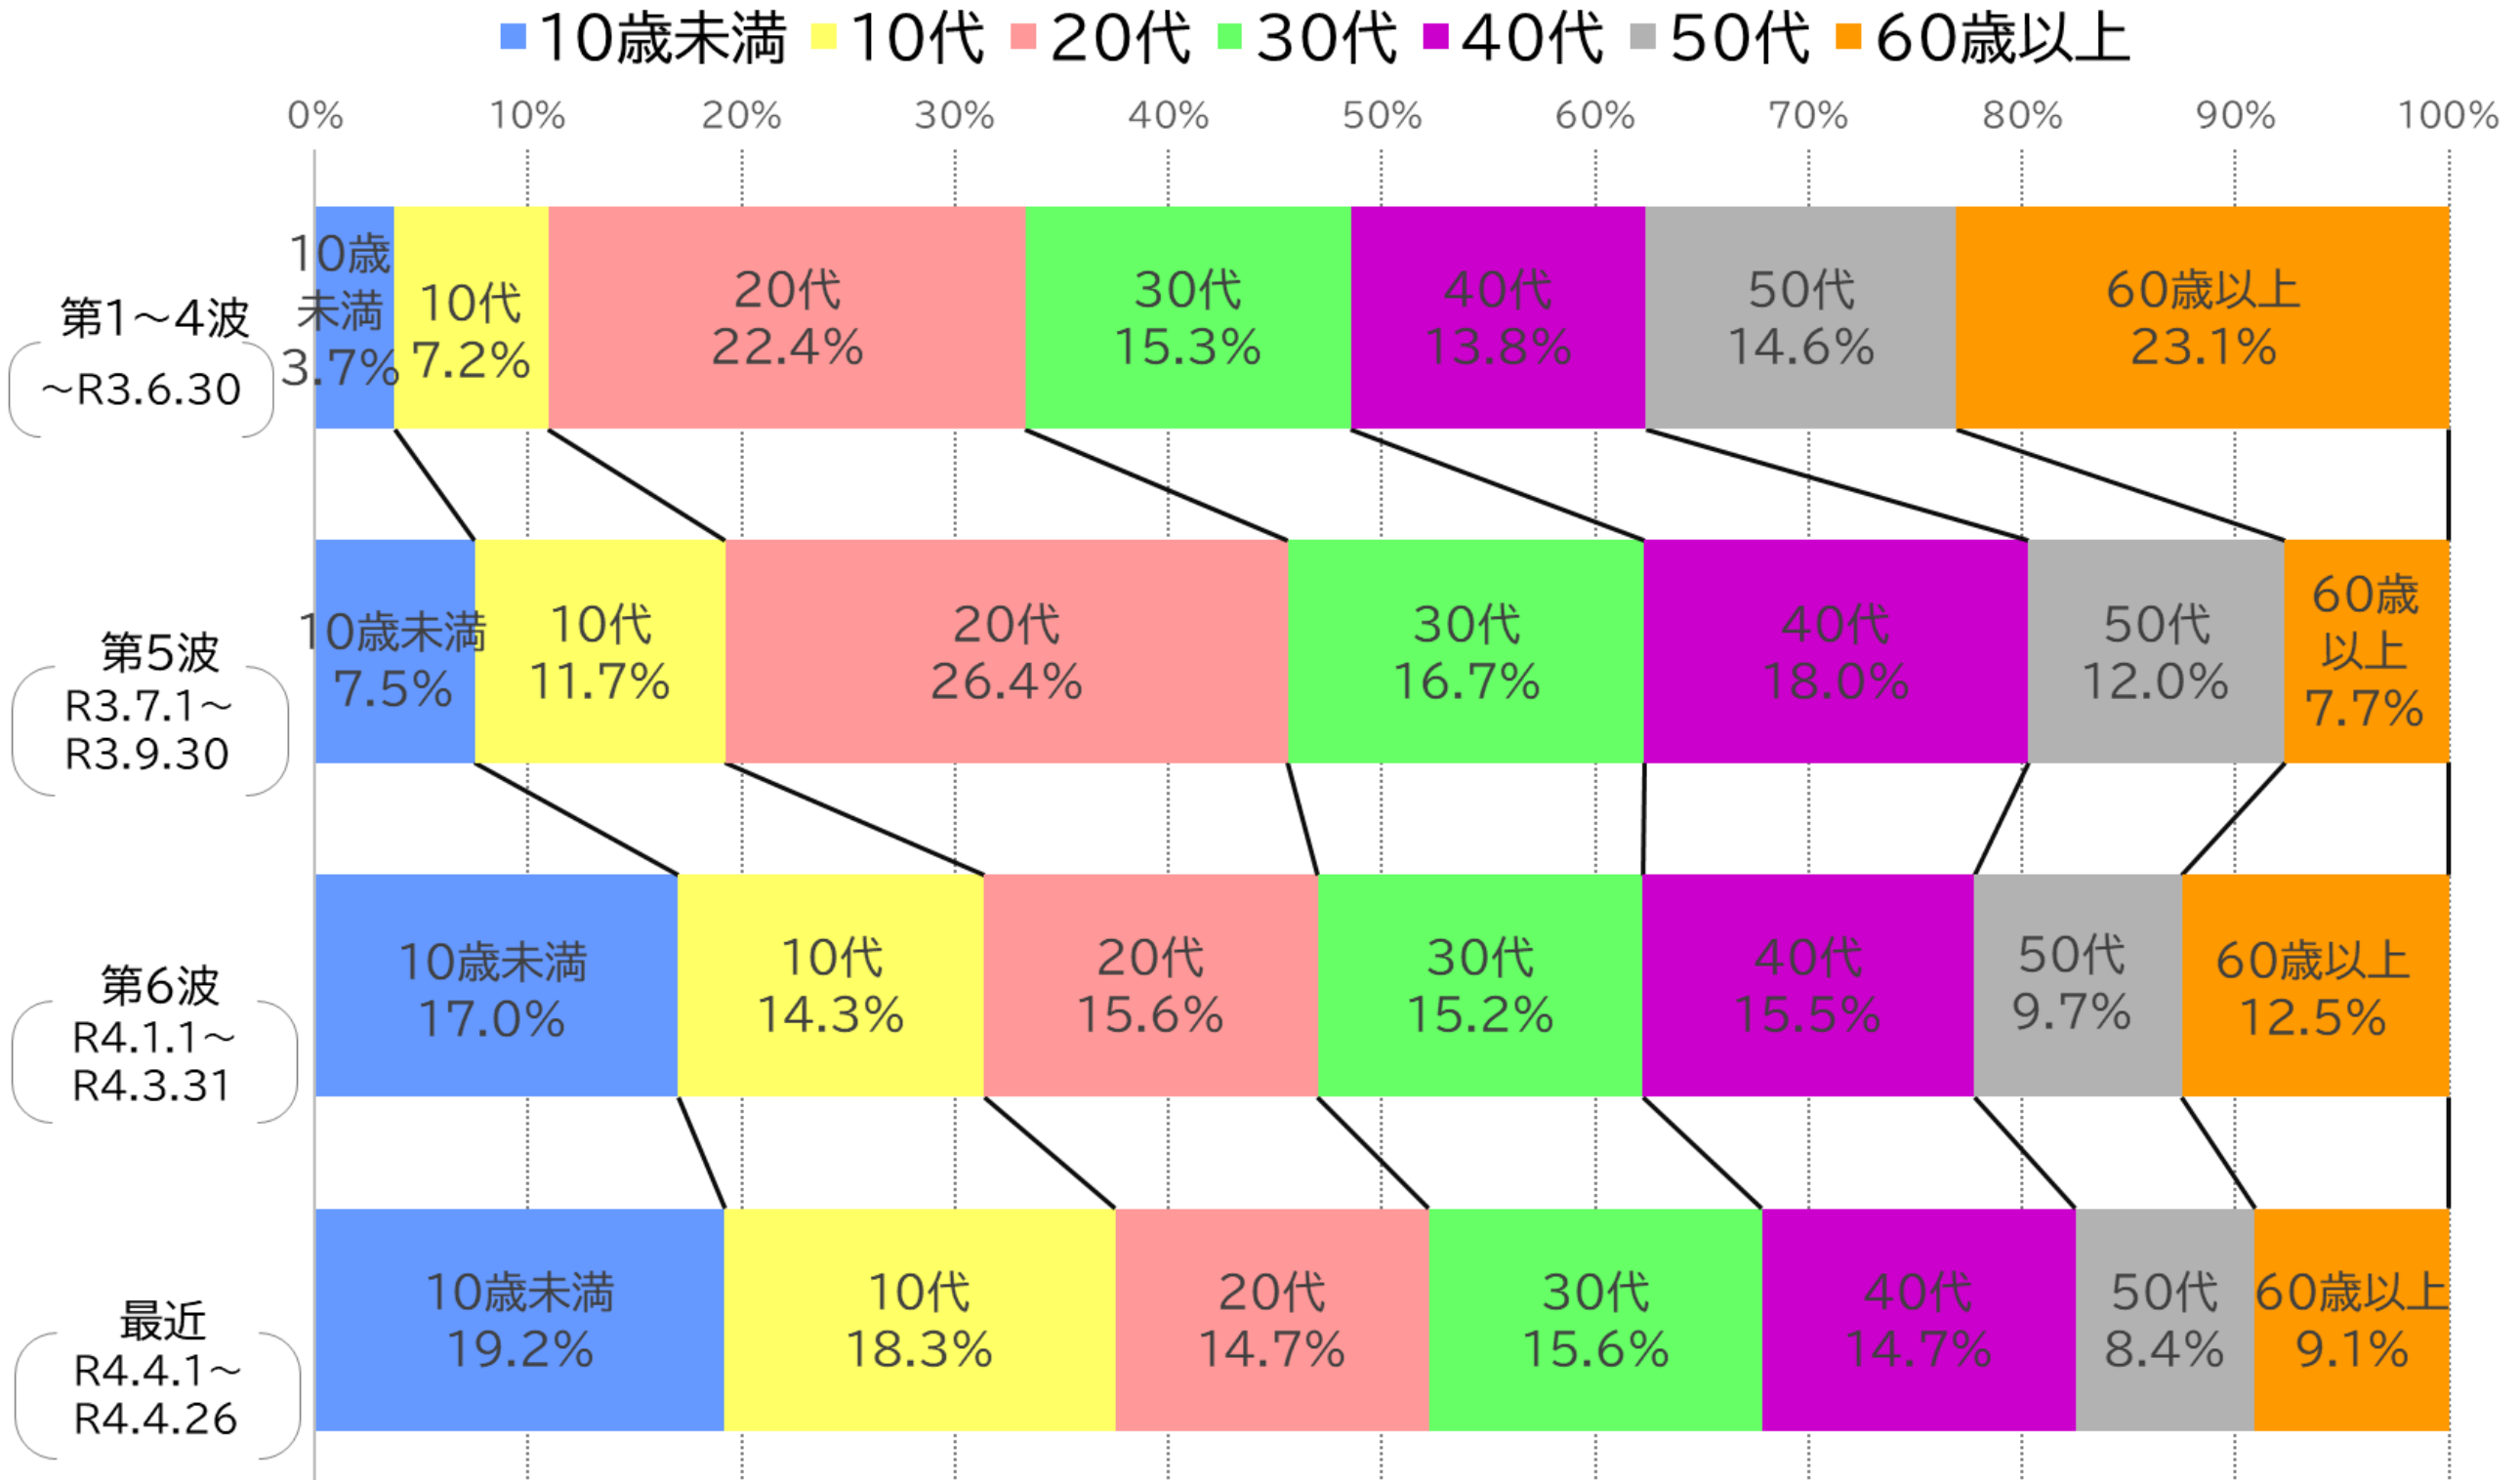 10歳未満 10代 20代 30代 40代 50代 60歳以上
0% 10% 20% 30% 40% 50% 60% 70% 80% 90% 100%
第1～4波
～R3.6.30
10歳
未満
3.7%
10代
7.2%
20代
22.4%
30代
15.3%
40代
13.8%
50代
14.6%
60歳以上
23.1%
第5波
R3.7.1～
R3.9.30
10歳未満
7.5%
10代
11.7%
20代
26.4%
30代
16.7%
40代
18.0%
50代
12.0%
60歳
以上
7.7%
第6波
R4.1.1～
R4.3.31
10歳未満
17.0%
10代
14.3%
20代
15.6%
30代
15.2%
40代
15.5%
50代
9.7%
60歳以上
12.5%
最近
R4.4.1～
R4.4.26
10歳未満
19.2%
10代
18.3%
20代
14.7%
30代
15.6%
40代
14.7%
50代
8.4%
60歳以上
9.1%